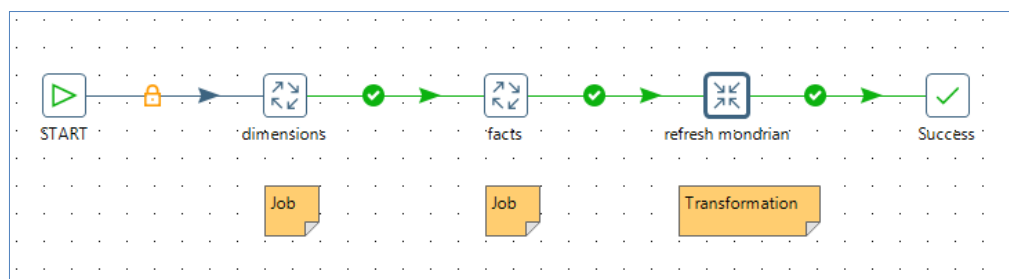 START
dimensions
facts
refresh mondrian
Success
Job
Job
Transformation